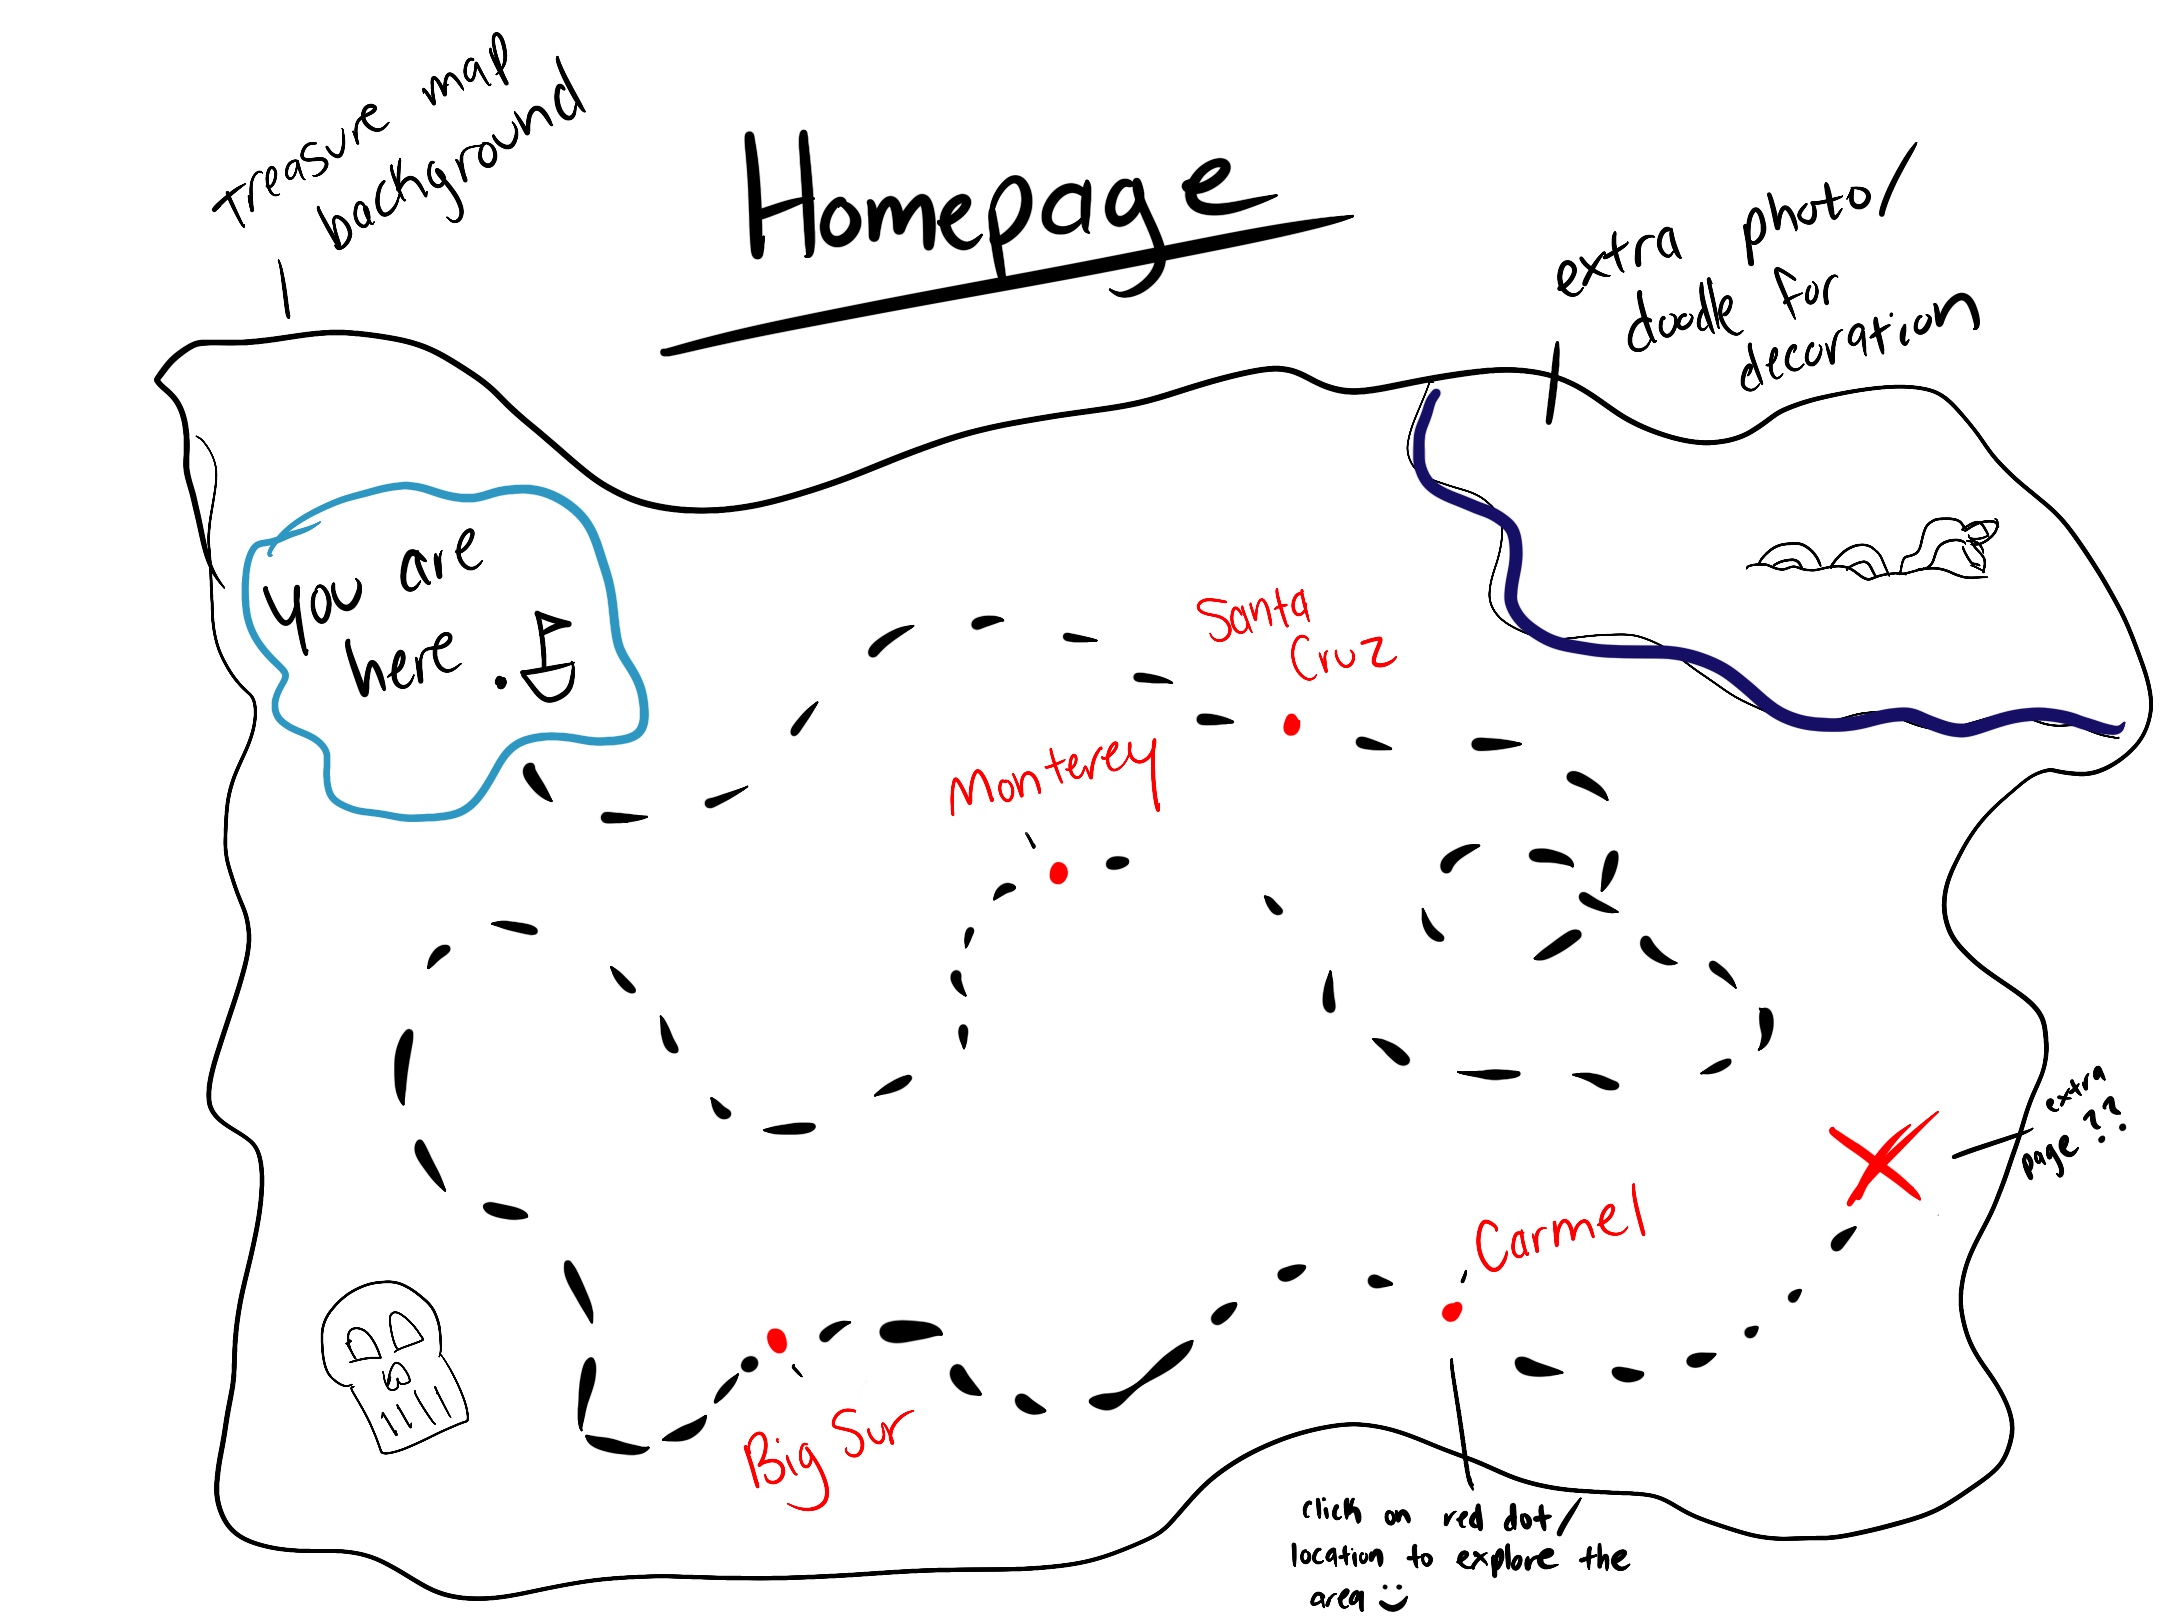 Treasure map
background
Homepage
extra photo/
doodle for
decoration
you are
here
Santa
Cruz
Monterey
extra
page??
Carmel
Big Sur
click on red dot/
location to explore the
area